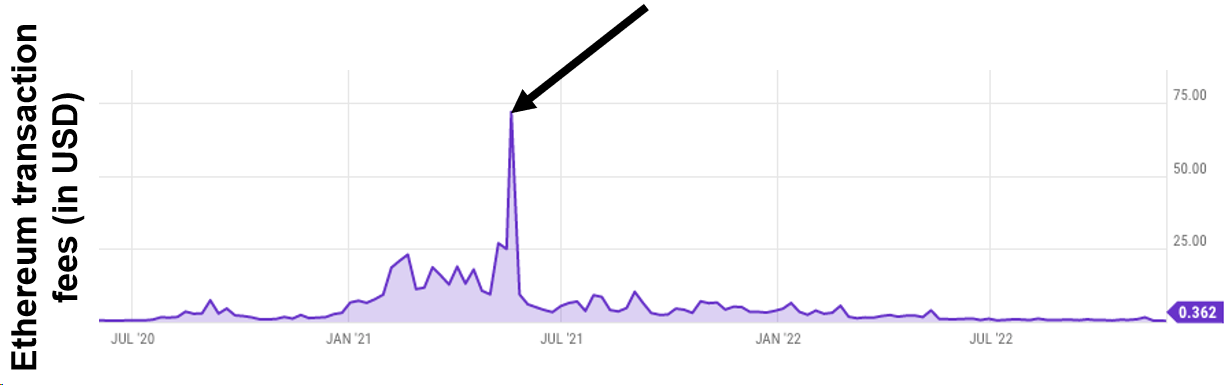 Ethereum transaction
fees (in USD)
75.00
50.00
25.00
0.362
JUL '20
JAN '21
JUL '21
JAN '22
JUL '22